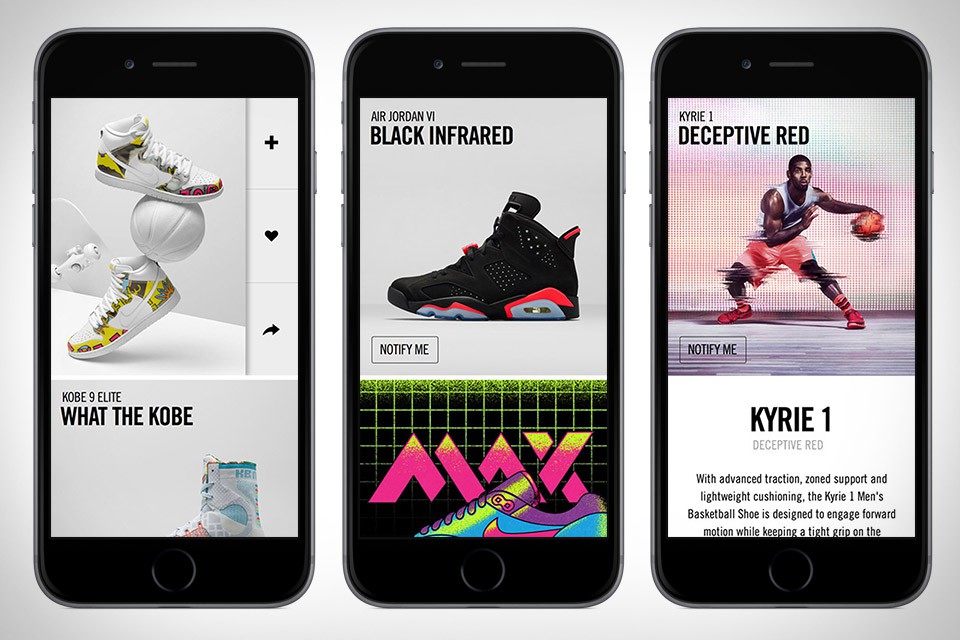 KOBE 9 ELITE
WHAT THE KOBE
AIR JORDAN VI
BLACK INFRARED
NOTIFY ME
MAX
KYRIE 1
DECEPTIVE RED
NOTIFY ME
KYRIE 1
DECEPTIVE RED
With advanced traction, zoned support and
lightweight cushioning, the Kyrie 1 Men's
Basketball Shoe is designed to engage forward
motion while keeping a tight grip on the